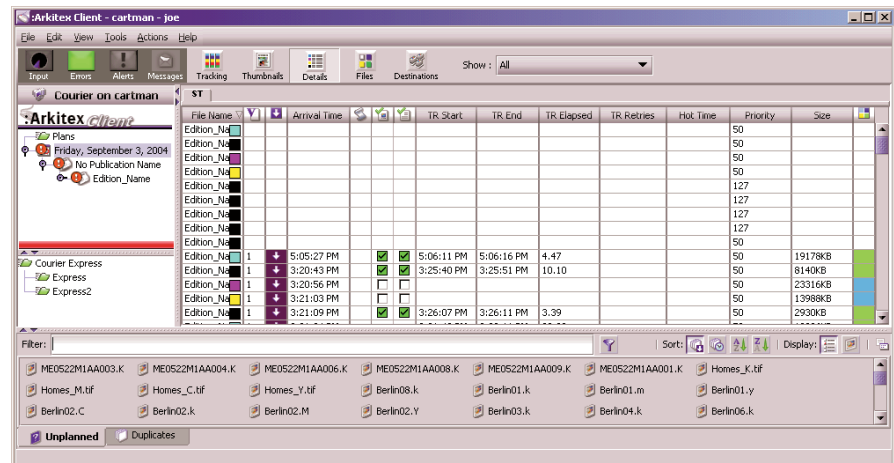 :Arkitex Client - cartman - joe
File Edit View Tools Actions Help
Input Errors Alerts Messages Tracking Thumbnails Details Files Destinations Show : All
Courier on cartman
:Arkitex Client
Plans
Friday, September 3, 2004
No Publication Name
Edition_Name
Courier Express
Express
Express2
ST
File Name Arrival Time TR Start TR End TR Elapsed TR Retries Hot Time Priority Size
Edition_Na 50
Edition_Na 50
Edition_Na 50
Edition_Na 50
Edition_Na 127
Edition_Na 127
Edition_Na 127
Edition_Na 127
Edition_Na 50
Edition_Na 1 5:05:27 PM 5:06:11 PM 5:06:16 PM 4.47 50 19178KB
Edition_Na 1 3:20:43 PM 3:25:40 PM 3:25:51 PM 10.10 50 8140KB
Edition_Na 1 3:20:56 PM 50 23316KB
Edition_Na 1 3:21:03 PM 50 13988KB
Edition_Na 1 3:21:09 PM 3:26:07 PM 3:26:11 PM 3.39 50 2930KB
Filter: Sort: Display:
ME0522M1AA003.K ME0522M1AA004.K ME0522M1AA006.K ME0522M1AA008.K ME0522M1AA009.K ME0522M1AA001.K Homes_K.tif
Homes_M.tif Homes_C.tif Homes_Y.tif Berlin08.k Berlin01.k Berlin01.m Berlin01.y
Berlin02.C Berlin02.k Berlin02.M Berlin02.Y Berlin03.k Berlin04.k Berlin06.k
Unplanned Duplicates